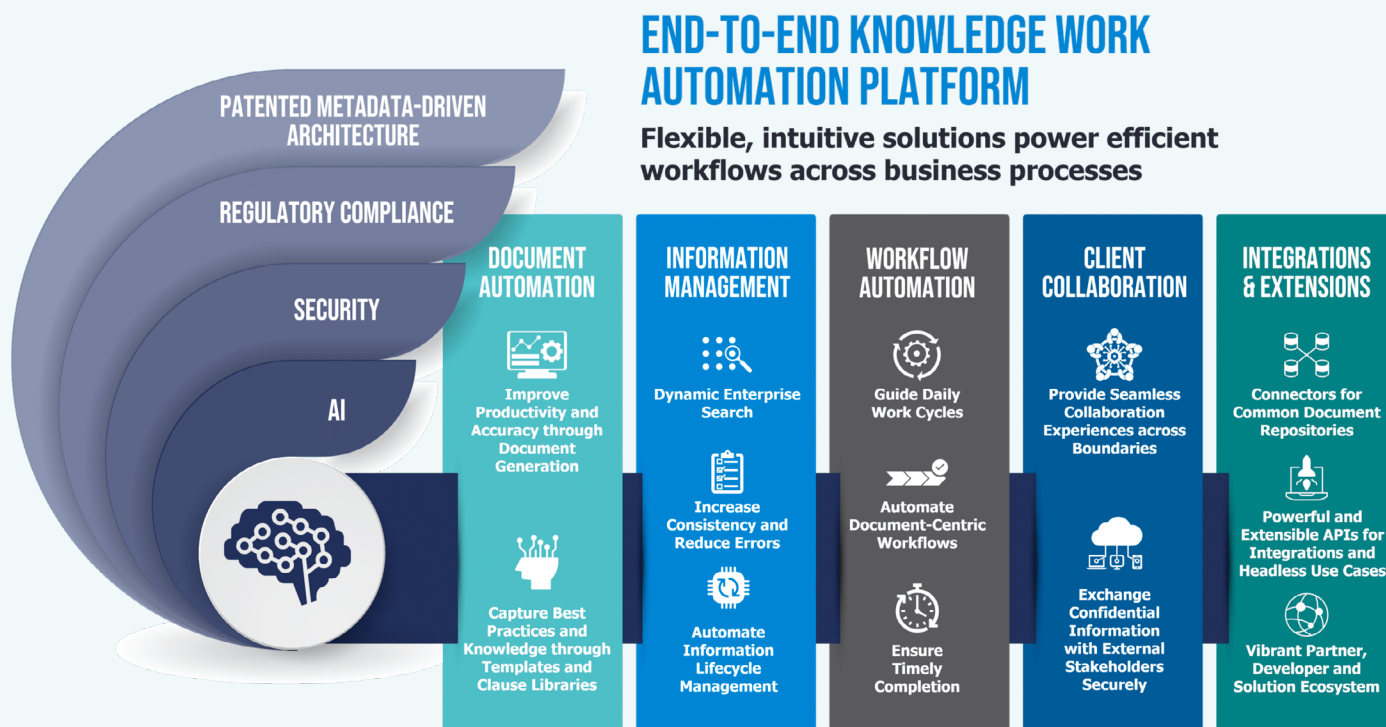 END-TO-END KNOWLEDGE WORK
AUTOMATION PLATFORM
Flexible, intuitive solutions power efficient
workflows across business processes
PATENTED METADATA-DRIVEN
ARCHITECTURE
REGULATORY COMPLIANCE
SECURITY
AI
DOCUMENT
AUTOMATION
Improve
Productivity and
Accuracy through
Document
Generation
Capture Best
Practices and
Knowledge through
Templates and
Clause Libraries
INFORMATION
MANAGEMENT
Dynamic Enterprise
Search
Increase
Consistency and
Reduce Errors
Automate
Information
Lifecycle
Management
WORKFLOW
AUTOMATION
Guide Daily
Work Cycles
Automate
Document-Centric
Workflows
Ensure
Timely
Completion
CLIENT
COLLABORATION
Provide Seamless
Collaboration
Experiences across
Boundaries
Exchange
Confidential
Information
with External
Stakeholders
Securely
INTEGRATIONS
& EXTENSIONS
Connectors for
Common Document
Repositories
Powerful and
Extensible APIs for
Integrations and
Headless Use Cases
Vibrant Partner,
Developer and
Solution Ecosystem